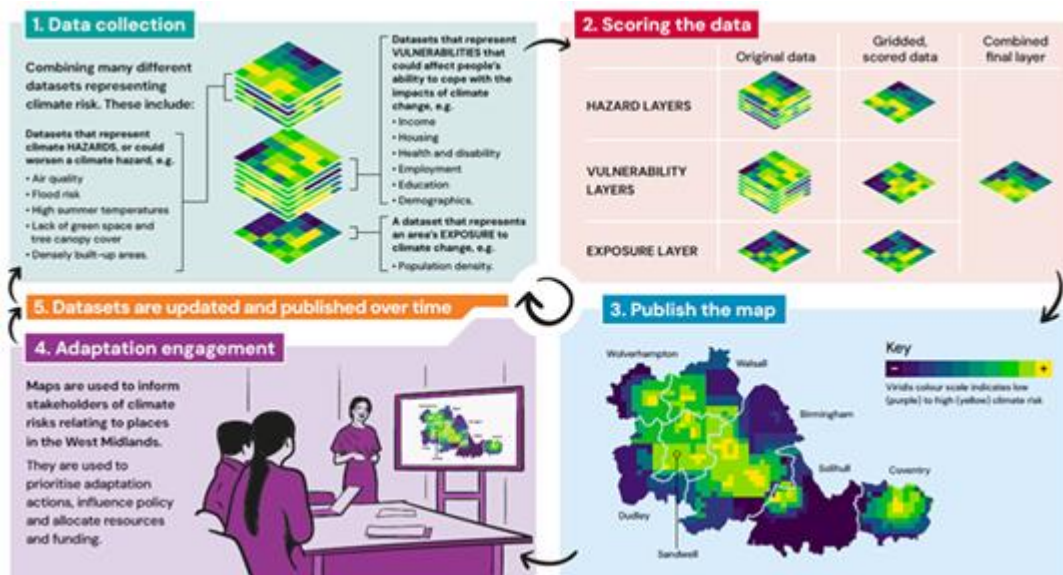 1. Data collection
Combining many different
datasets representing
climate risk. These include:
Datasets that represent
climate HAZARDS, or could
worsen a climate hazard, e.g.
• Air quality
• Flood risk
• High summer temperatures
• Lack of green space and
tree canopy cover
• Densely built-up areas.
Datasets that represent
VULNERABILITIES that
could affect people's
ability to cope with the
impacts of climate
change, e.g.
• Income
• Housing
• Health and disability
• Employment
• Education
• Demographics.
A dataset that represents
an area's EXPOSURE to
climate change, e.g.
• Population density.
2. Scoring the data
Original data
Gridded,
scored data
Combined
final layer
HAZARD LAYERS
VULNERABILITY
LAYERS
EXPOSURE LAYER
3. Publish the map
Key
– +
Viridis colour scale indicates low
(purple) to high (yellow) climate risk
Wolverhampton
Walsall
Birmingham
Solihull
Coventry
Dudley
Sandwell
4. Adaptation engagement
Maps are used to inform
stakeholders of climate
risks relating to places
in the West Midlands.
They are used to
prioritise adaptation
actions, influence policy
and allocate resources
and funding.
5. Datasets are updated and published over time